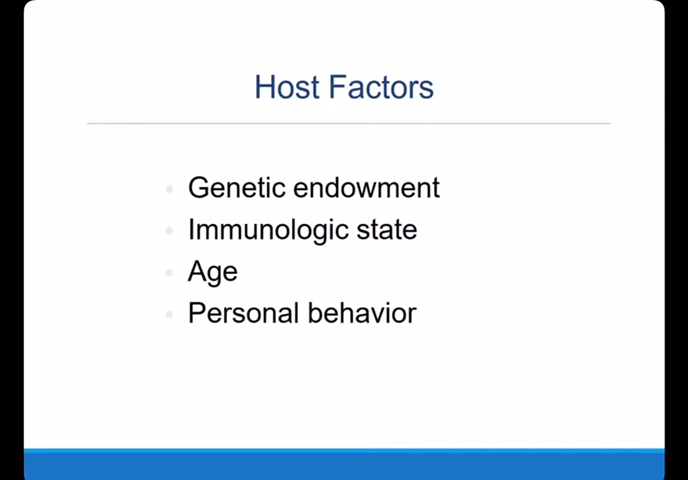 Host Factors
Genetic endowment
Immunologic state
Age
Personal behavior